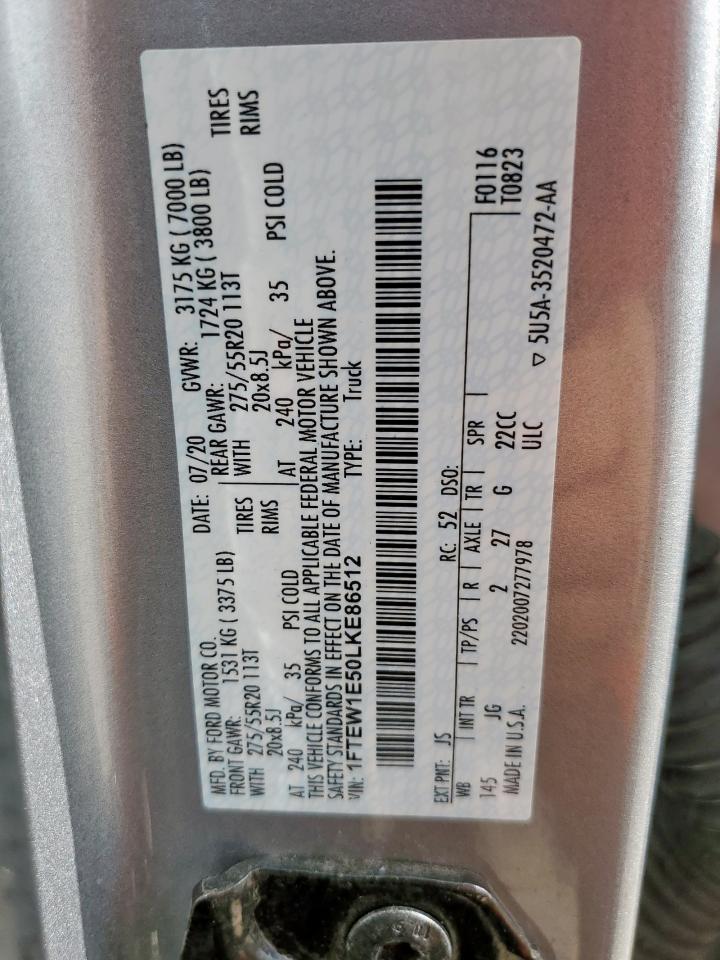 MFD. BY FORD MOTOR CO.
DATE: 07/20 GVWR: 3175 KG ( 7000 LB)
FRONT GAWR: 1531 KG ( 3375 LB) REAR GAWR: 1724 KG ( 3800 LB)
WITH 275/55R20 113T TIRES WITH 275/55R20 113T TIRES
20x8.5J RIMS 20x8.5J RIMS
AT 240 kPa/ 35 PSI COLD AT 240 kPa/ 35 PSI COLD
THIS VEHICLE CONFORMS TO ALL APPLICABLE FEDERAL MOTOR VEHICLE
SAFETY STANDARDS IN EFFECT ON THE DATE OF MANUFACTURE SHOWN ABOVE.
VIN: 1FTEW1E50LKE86512 TYPE: Truck
F0116
T0823
EXT PNT: JS RC: 52 DSO:
WB INT TR TP/PS R AXLE TR SPR
145 JG 2 27 G 22CC
ULC
MADE IN U.S.A. 2202007277978
▽ 5U5A-3520472-AA